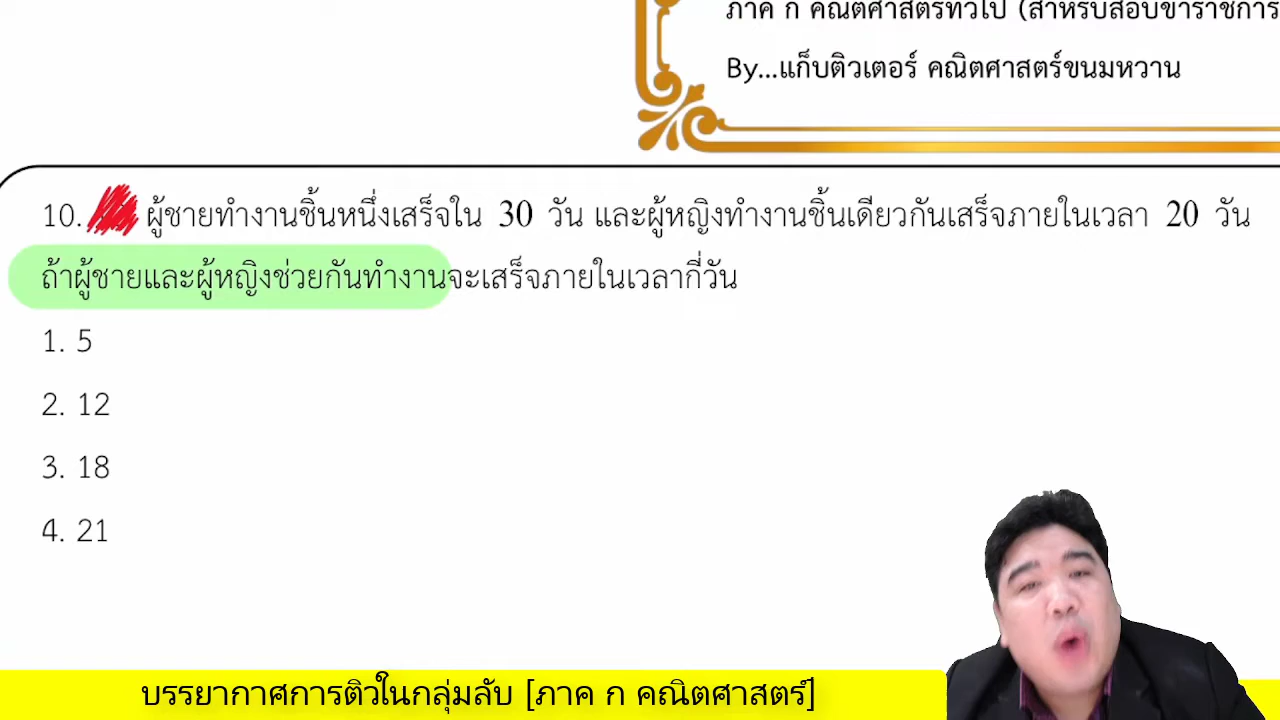 ภาค ก คณิตศาสตร์ทั่วไป (สำหรับสอบข้าราชการ
By...แก็บติวเตอร์ คณิตศาสตร์ขนมหวาน
10. ผู้ชายทำงานชิ้นหนึ่งเสร็จใน 30 วัน และผู้หญิงทำงานชิ้นเดียวกันเสร็จภายในเวลา 20 วัน
ถ้าผู้ชายและผู้หญิงช่วยกันทำงานจะเสร็จภายในเวลากี่วัน
1. 5
2. 12
3. 18
4. 21
บรรยากาศการติวในกลุ่มลับ [ภาค ก คณิตศาสตร์]